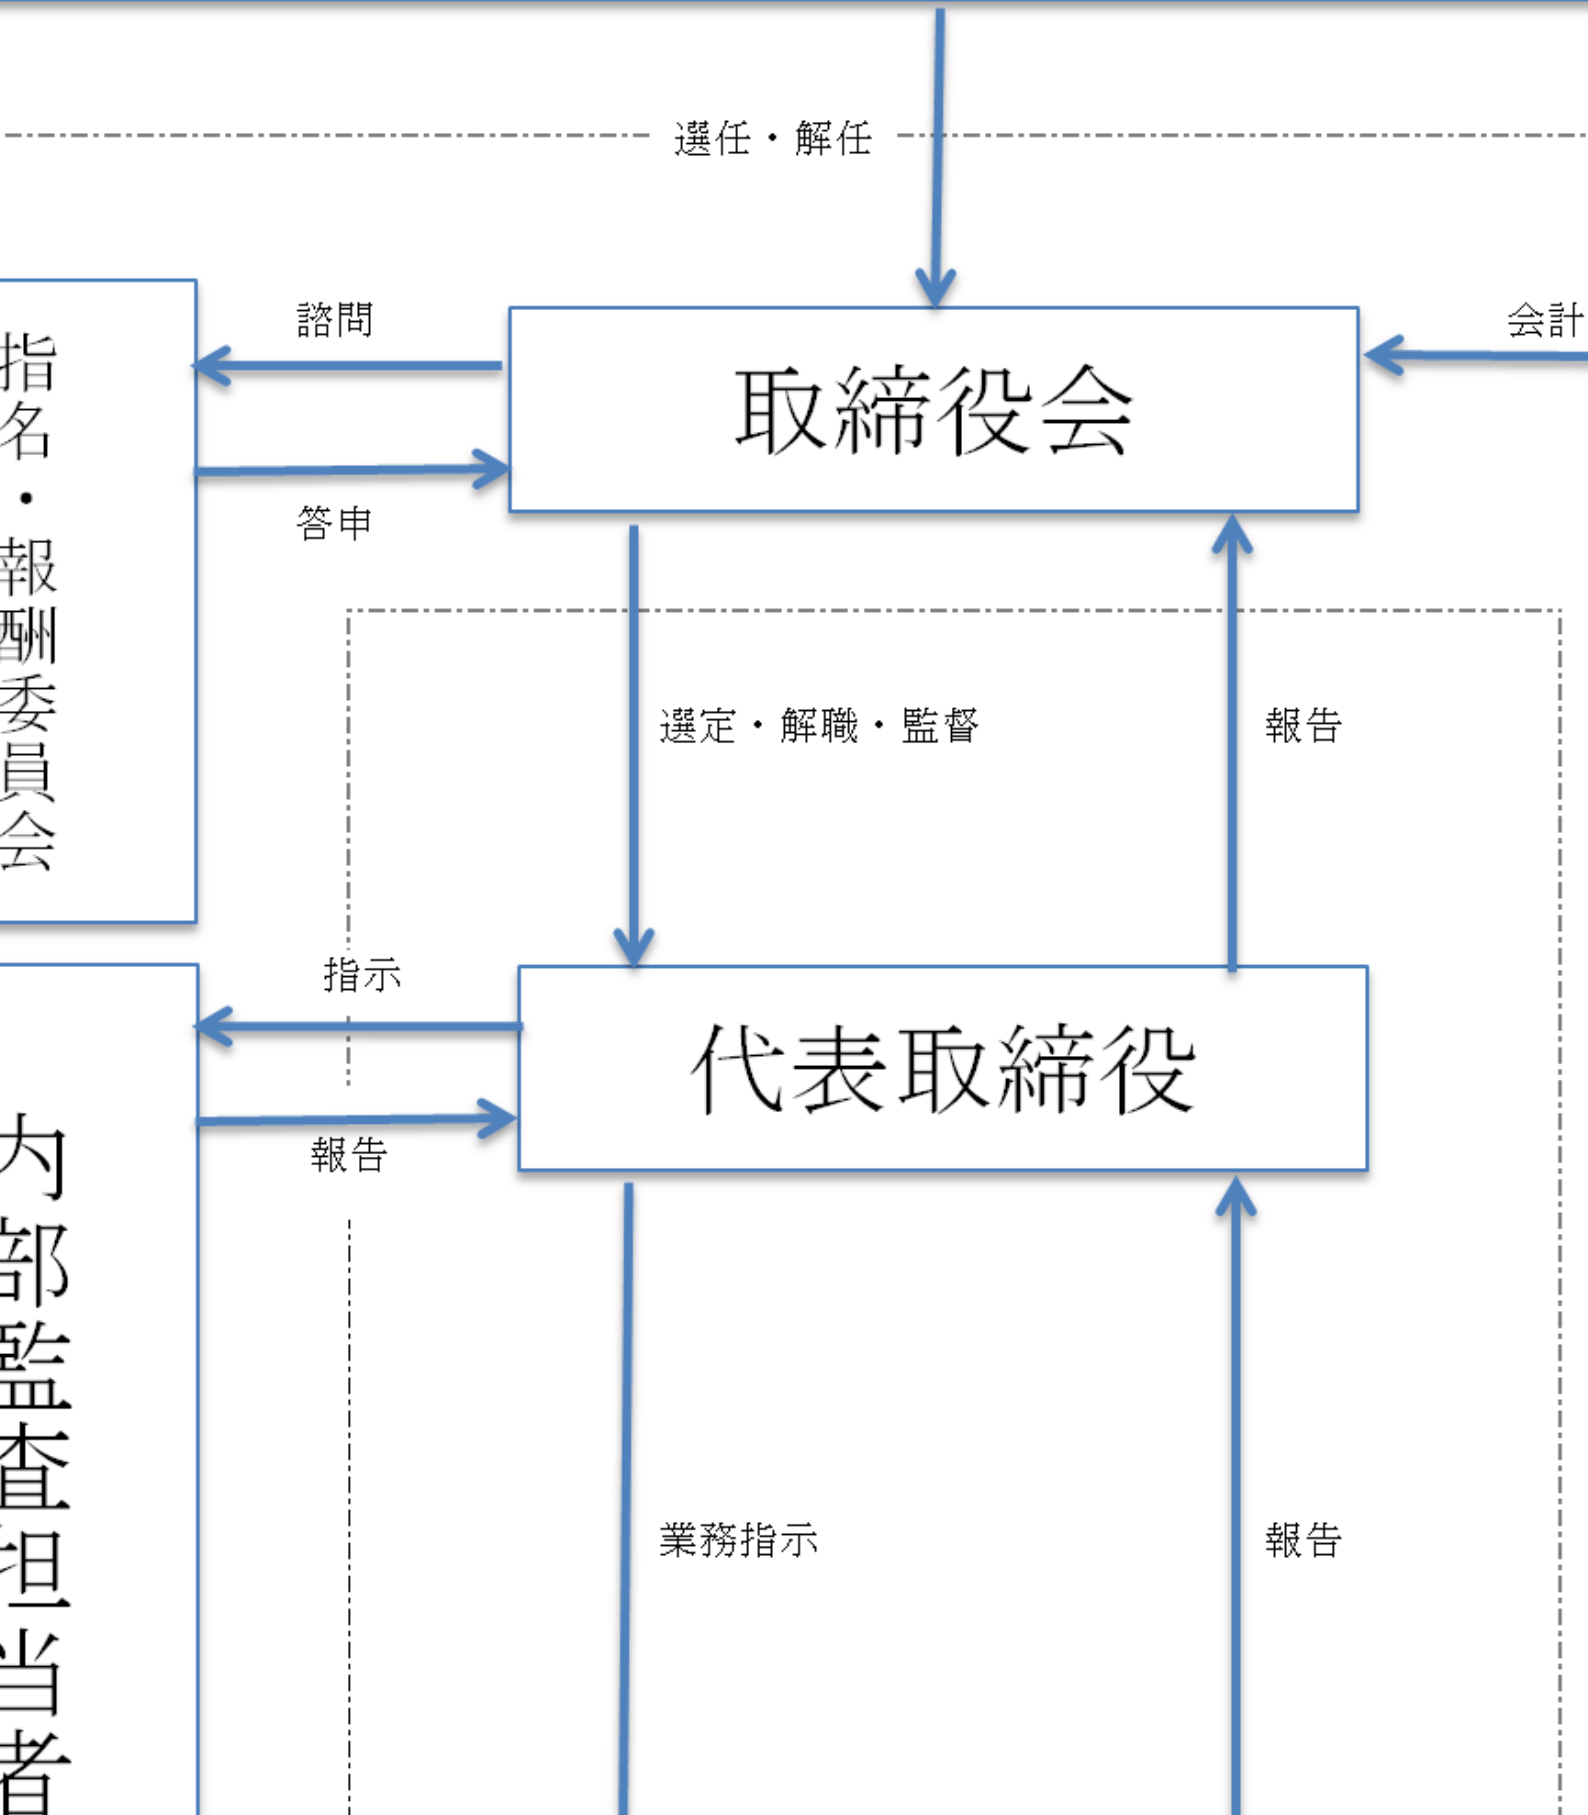 選任・解任
諮問
会計
取締役会
答申
指名・報酬委員会
選定・解職・監督
報告
指示
代表取締役
報告
内部監査担当者
業務指示
報告